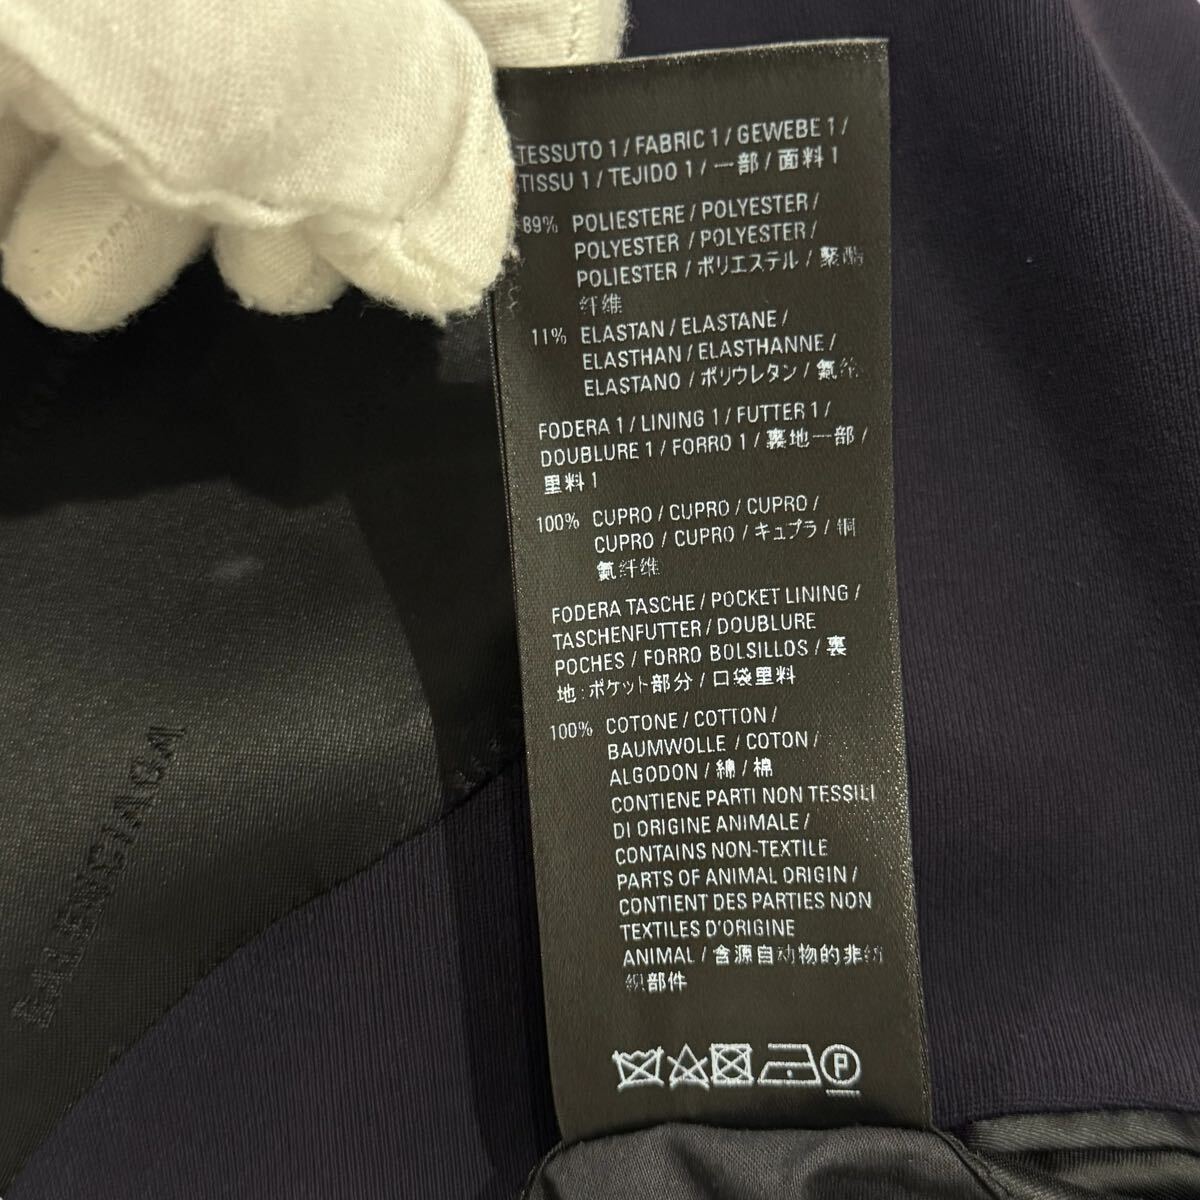 TESSUTO 1 / FABRIC 1 / GEWEBE 1 /
TISSU 1 / TEJIDO 1 / 一部 / 面料 1
89% POLIESTERE / POLYESTER /
POLYESTER / POLYESTER /
POLIESTER / ポリエステル / 聚酯
纤维
11% ELASTAN / ELASTANE /
ELASTHAN / ELASTHANNE /
ELASTANO / ポリウレタン / 氨纶
FODERA 1 / LINING 1 / FUTTER 1 /
DOUBLURE 1 / FORRO 1 / 裏地一部 /
里料 1
100% CUPRO / CUPRO / CUPRO /
CUPRO / CUPRO / キュプラ / 铜
氨纤维
FODERA TASCHE / POCKET LINING /
TASCHENFUTTER / DOUBLURE
POCHES / FORRO BOLSILLOS / 裏
地:ポケット部分 / 口袋里料
100% COTONE / COTTON /
BAUMWOLLE / COTON /
ALGODON / 綿 / 棉
CONTIENE PARTI NON TESSILI
DI ORIGINE ANIMALE /
CONTAINS NON-TEXTILE
PARTS OF ANIMAL ORIGIN /
CONTIENT DES PARTIES NON
TEXTILES D'ORIGINE
ANIMAL / 含源自动物的非纺
织部件
P
BALENCIAGA